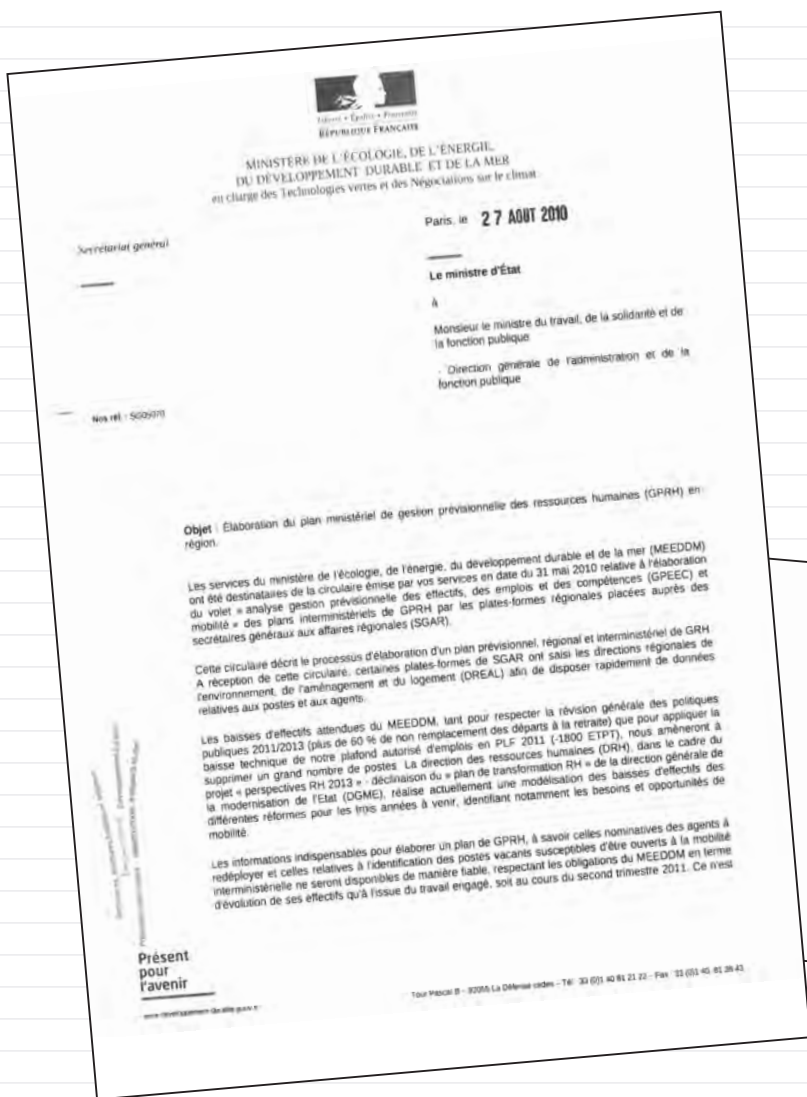 Liberté • Égalité • Fraternité
RÉPUBLIQUE FRANÇAISE
MINISTÈRE DE L'ÉCOLOGIE, DE L'ÉNERGIE,
DU DÉVELOPPEMENT DURABLE ET DE LA MER
en charge des Technologies vertes et des Négociations sur le climat
Secrétariat général
Paris, le 27 AOUT 2010
Le ministre d'État
à
Monsieur le ministre du travail, de la solidarité et de
la fonction publique
- Direction générale de l'administration et de la
fonction publique
Nos réf. : SG05070
Objet : Élaboration du plan ministériel de gestion prévisionnelle des ressources humaines (GPRH) en
région.
Les services du ministère de l'écologie, de l'énergie, du développement durable et de la mer (MEEDDM)
ont été destinataires de la circulaire émise par vos services en date du 31 mai 2010 relative à l'élaboration
du volet « analyse gestion prévisionnelle des effectifs, des emplois et des compétences (GPEEC) et
mobilité » des plans interministériels de GPRH par les plates-formes régionales placées auprès des
secrétaires généraux aux affaires régionales (SGAR).
Cette circulaire décrit le processus d'élaboration d'un plan prévisionnel, régional et interministériel de GRH
A réception de cette circulaire, certaines plates-formes de SGAR ont saisi les directions régionales de
l'environnement, de l'aménagement et du logement (DREAL) afin de disposer rapidement de données
relatives aux postes et aux agents.
Les baisses d'effectifs attendues du MEEDDM, tant pour respecter la révision générale des politiques
publiques 2011/2013 (plus de 60 % de non remplacement des départs à la retraite) que pour appliquer la
baisse technique de notre plafond autorisé d'emplois en PLF 2011 (-1800 ETPT), nous amèneront à
supprimer un grand nombre de postes. La direction des ressources humaines (DRH), dans le cadre du
projet « perspectives RH 2013 » - déclinaison du « plan de transformation RH » de la direction générale de
la modernisation de l'Etat (DGME), réalise actuellement une modélisation des baisses d'effectifs des
différentes réformes pour les trois années à venir, identifiant notamment les besoins et opportunités de
mobilité.
Les informations indispensables pour élaborer un plan de GPRH, à savoir celles nominatives des agents à
redéployer et celles relatives à l'identification des postes vacants susceptibles d'être ouverts à la mobilité
interministérielle ne seront disponibles de manière fiable, respectant les obligations du MEEDDM en terme
d'évolution de ses effectifs qu'à l'issue du travail engagé, soit au cours du second trimestre 2011. Ce n'est
Présent
pour
l'avenir
Tour Pascal B – 92055 La Défense cedex – Tél : 33 (0)1 40 81 21 22 – Fax : 33 (0)1 40 81